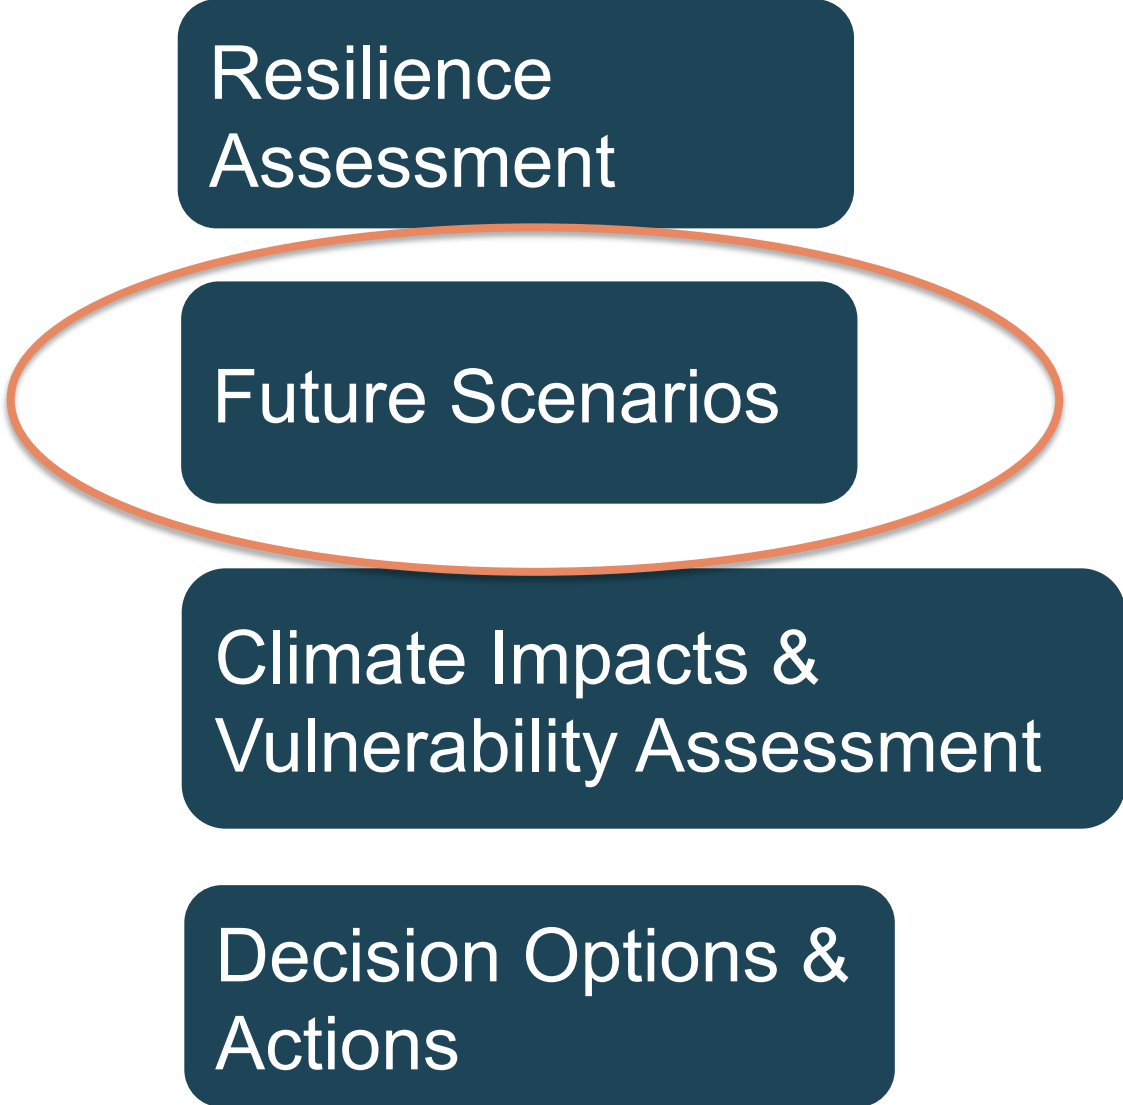 Resilience
Assessment
Future Scenarios
Climate Impacts &
Vulnerability Assessment
Decision Options &
Actions